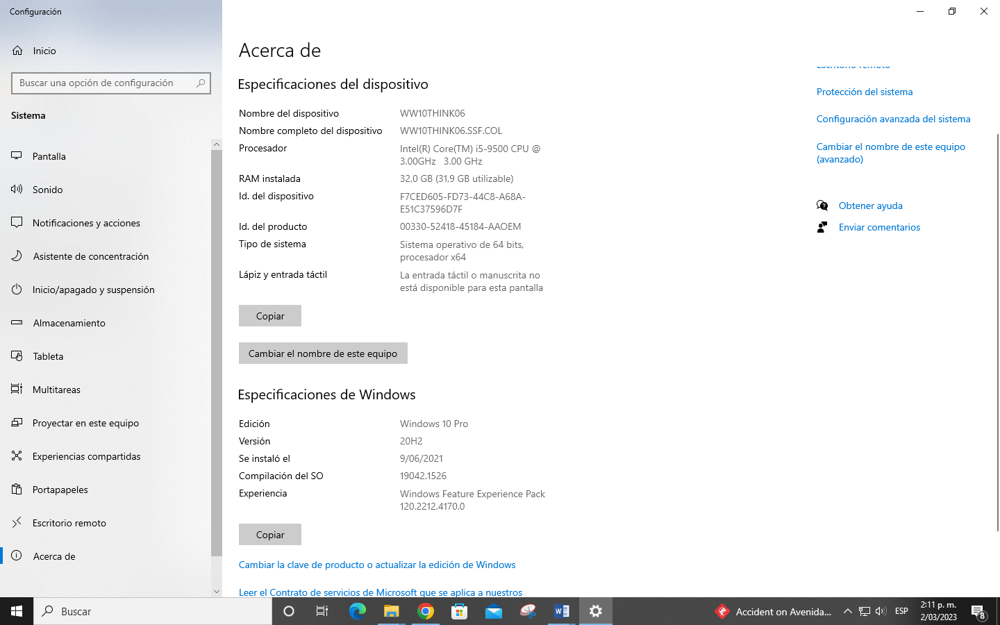 Configuración
Inicio
Buscar una opción de configuración
Sistema
Pantalla
Sonido
Notificaciones y acciones
Asistente de concentración
Inicio/apagado y suspensión
Almacenamiento
Tableta
Multitareas
Proyectar en este equipo
Experiencias compartidas
Portapapeles
Escritorio remoto
Acerca de
Acerca de
Especificaciones del dispositivo
Nombre del dispositivo WW10THINK06
Nombre completo del dispositivo WW10THINK06.SSF.COL
Procesador Intel(R) Core(TM) i5-9500 CPU @
3.00GHz 3.00 GHz
RAM instalada 32,0 GB (31,9 GB utilizable)
Id. del dispositivo F7CED605-FD73-44C8-A68A-
E51C37596D7F
Id. del producto 00330-52418-45184-AAOEM
Tipo de sistema Sistema operativo de 64 bits,
procesador x64
Lápiz y entrada táctil La entrada táctil o manuscrita no
está disponible para esta pantalla
Copiar
Cambiar el nombre de este equipo
Especificaciones de Windows
Edición Windows 10 Pro
Versión 20H2
Se instaló el 9/06/2021
Compilación del SO 19042.1526
Experiencia Windows Feature Experience Pack
120.2212.4170.0
Copiar
Cambiar la clave de producto o actualizar la edición de Windows
Leer el Contrato de servicios de Microsoft que se aplica a nuestros
Escritorio remoto
Protección del sistema
Configuración avanzada del sistema
Cambiar el nombre de este equipo
(avanzado)
Obtener ayuda
Enviar comentarios
Buscar
Accident on Avenida...
ESP
2:11 p. m.
2/03/2023
8